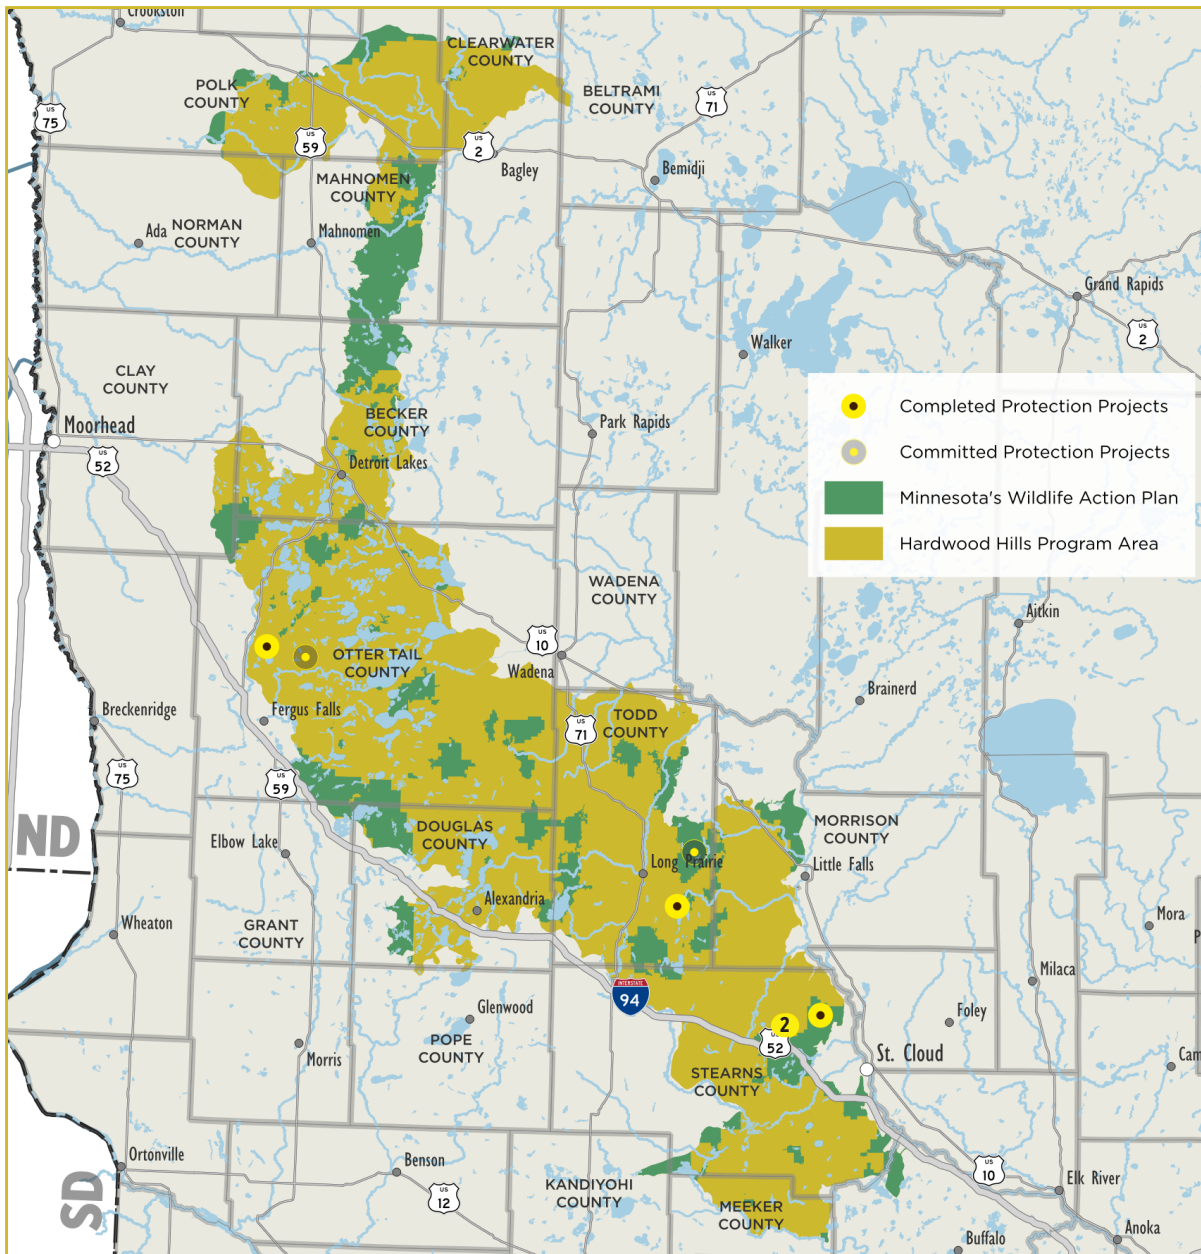 Crookston
CLEARWATER
COUNTY
POLK
COUNTY
BELTRAMI
COUNTY
US
71
US
75
US
59
US
2
Bagley
Bemidji
MAHNOMEN
COUNTY
Ada
NORMAN
COUNTY
Mahnomen
Grand Rapids
US
2
Walker
CLAY
COUNTY
BECKER
COUNTY
Moorhead
US
52
Detroit Lakes
Park Rapids
Completed Protection Projects
Committed Protection Projects
Minnesota's Wildlife Action Plan
Hardwood Hills Program Area
WADENA
COUNTY
Aitkin
US
10
OTTER TAIL
COUNTY
Wadena
Brainerd
Breckenridge
Fergus Falls
TODD
COUNTY
US
71
US
75
US
59
ND
Elbow Lake
DOUGLAS
COUNTY
MORRISON
COUNTY
Long Prairie
Little Falls
Alexandria
Wheaton
GRANT
COUNTY
Mora
P
Milaca
INTERSTATE
94
Glenwood
Foley
2
US
52
POPE
COUNTY
Morris
St. Cloud
Cam
STEARNS
COUNTY
Ortonville
Benson
US
10
Elk River
SD
US
12
KANDIYOHI
COUNTY
MEEKER
COUNTY
Buffalo
Anoka